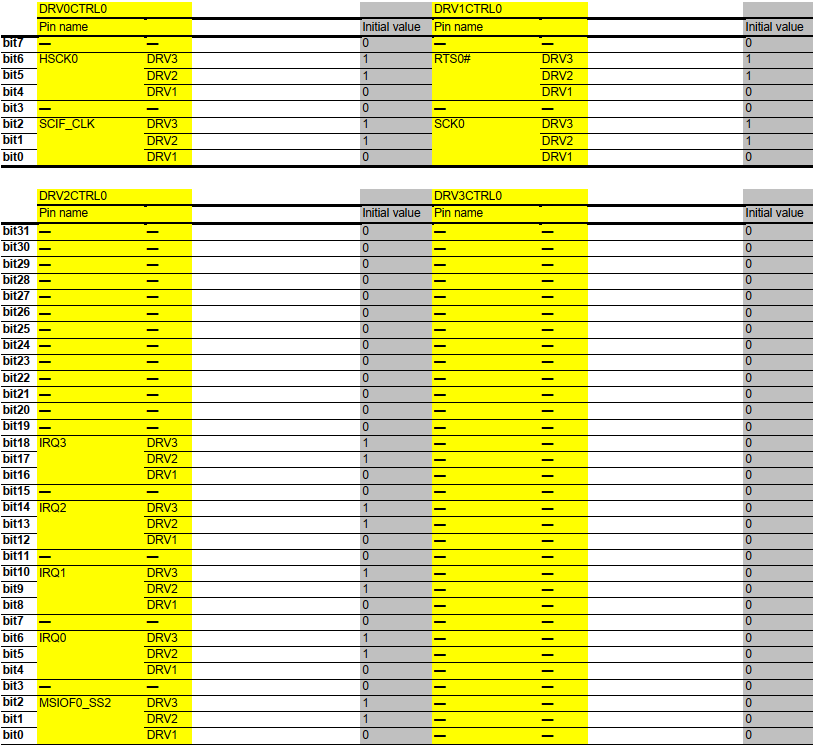 DRV0CTRL0 DRV1CTRL0
Pin name Initial value Pin name Initial value
bit7 — — 0 — — 0
bit6 HSCK0 DRV3 1 RTS0# DRV3 1
bit5 DRV2 1 DRV2 1
bit4 DRV1 0 DRV1 0
bit3 — — 0 — — 0
bit2 SCIF_CLK DRV3 1 SCK0 DRV3 1
bit1 DRV2 1 DRV2 1
bit0 DRV1 0 DRV1 0
DRV2CTRL0 DRV3CTRL0
Pin name Initial value Pin name Initial value
bit31 — — 0 — — 0
bit30 — — 0 — — 0
bit29 — — 0 — — 0
bit28 — — 0 — — 0
bit27 — — 0 — — 0
bit26 — — 0 — — 0
bit25 — — 0 — — 0
bit24 — — 0 — — 0
bit23 — — 0 — — 0
bit22 — — 0 — — 0
bit21 — — 0 — — 0
bit20 — — 0 — — 0
bit19 — — 0 — — 0
bit18 IRQ3 DRV3 1 — — 0
bit17 DRV2 1 — — 0
bit16 DRV1 0 — — 0
bit15 — — 0 — — 0
bit14 IRQ2 DRV3 1 — — 0
bit13 DRV2 1 — — 0
bit12 DRV1 0 — — 0
bit11 — — 0 — — 0
bit10 IRQ1 DRV3 1 — — 0
bit9 DRV2 1 — — 0
bit8 DRV1 0 — — 0
bit7 — — 0 — — 0
bit6 IRQ0 DRV3 1 — — 0
bit5 DRV2 1 — — 0
bit4 DRV1 0 — — 0
bit3 — — 0 — — 0
bit2 MSIOF0_SS2 DRV3 1 — — 0
bit1 DRV2 1 — — 0
bit0 DRV1 0 — — 0